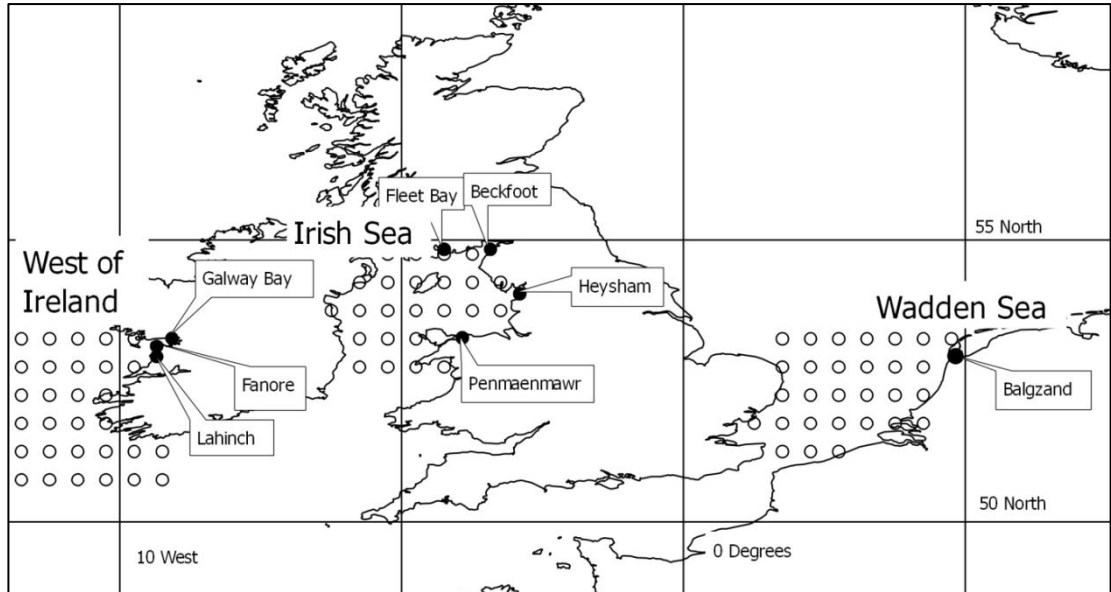 Fleet Bay
Beckfoot
55 North
Irish Sea
West of
Ireland
Galway Bay
Heysham
Wadden Sea
Fanore
Penmaenmawr
Balgzand
Lahinch
50 North
10 West
0 Degrees